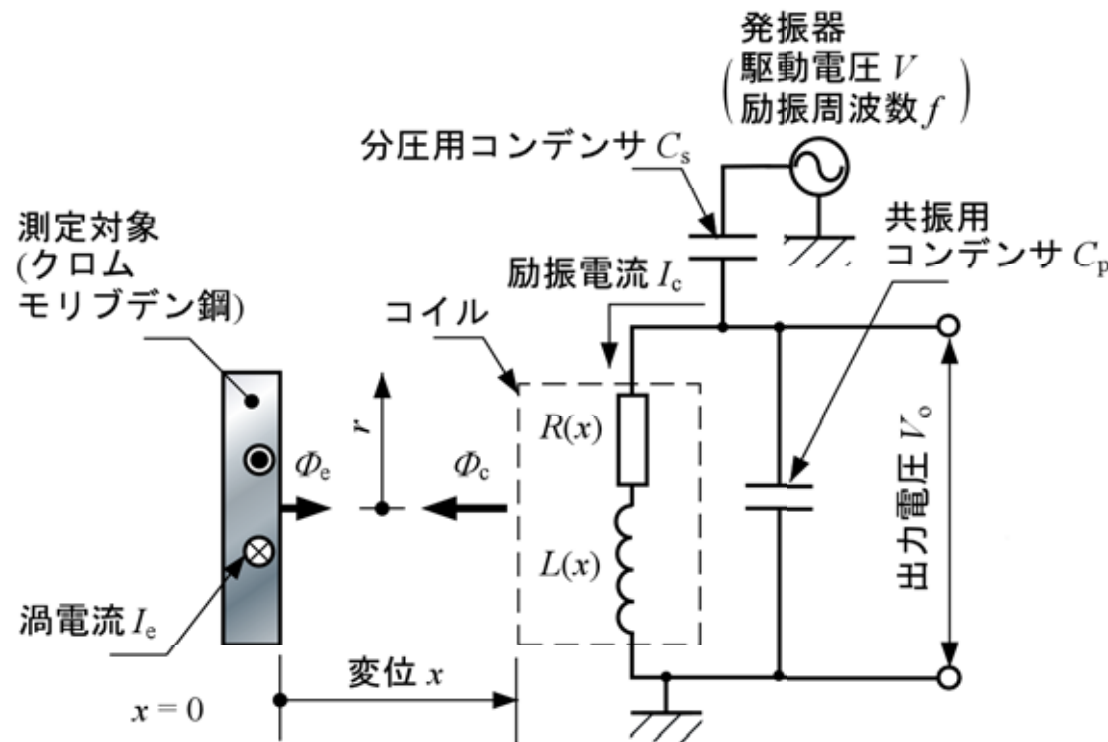 発振器
(駆動電圧 V
励振周波数 f)
分圧用コンデンサ Cs
共振用
コンデンサ Cp
測定対象
(クロム
モリブデン鋼)
励振電流 Ic
コイル
r
R(x)
Φe
Φc
L(x)
出力電圧 Vo
渦電流 Ie
変位 x
x = 0